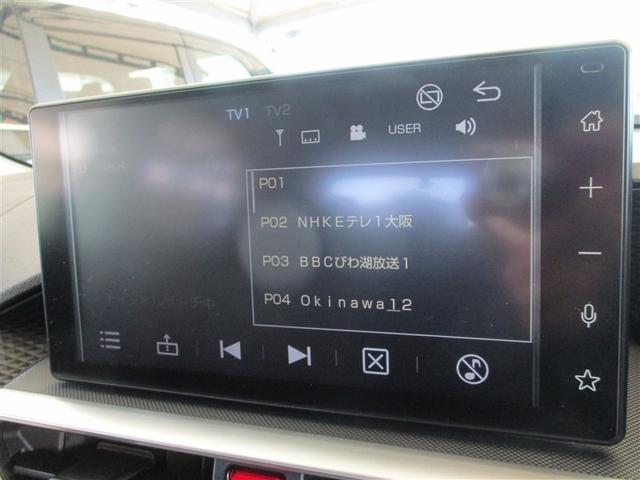 TV1 TV2
USER
P01
P02 NHKEテレ1大阪
P03 BBCびわ湖放送1
P04 Okinawa12